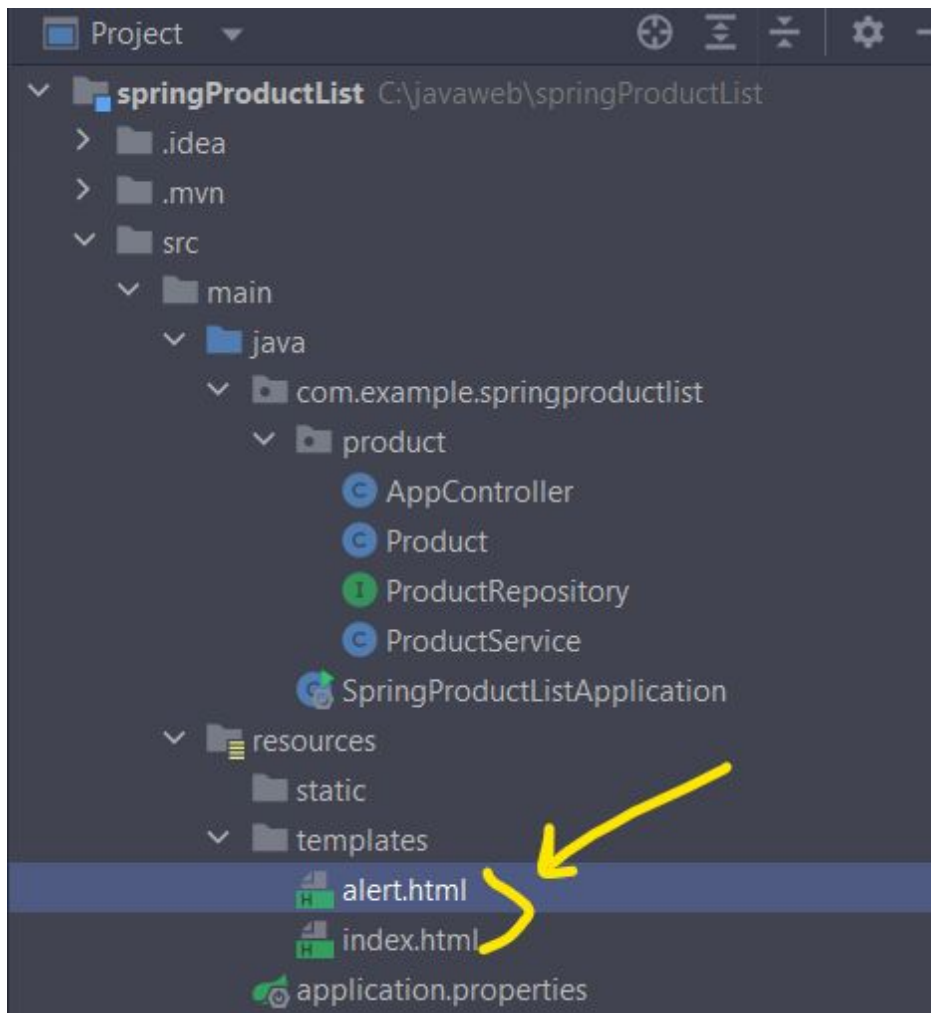 Project
springProductList C:\javaweb\springProductList
.idea
.mvn
src
main
java
com.example.springproductlist
product
C AppController
C Product
I ProductRepository
C ProductService
SpringProductListApplication
resources
static
templates
H alert.html
H index.html
application.properties